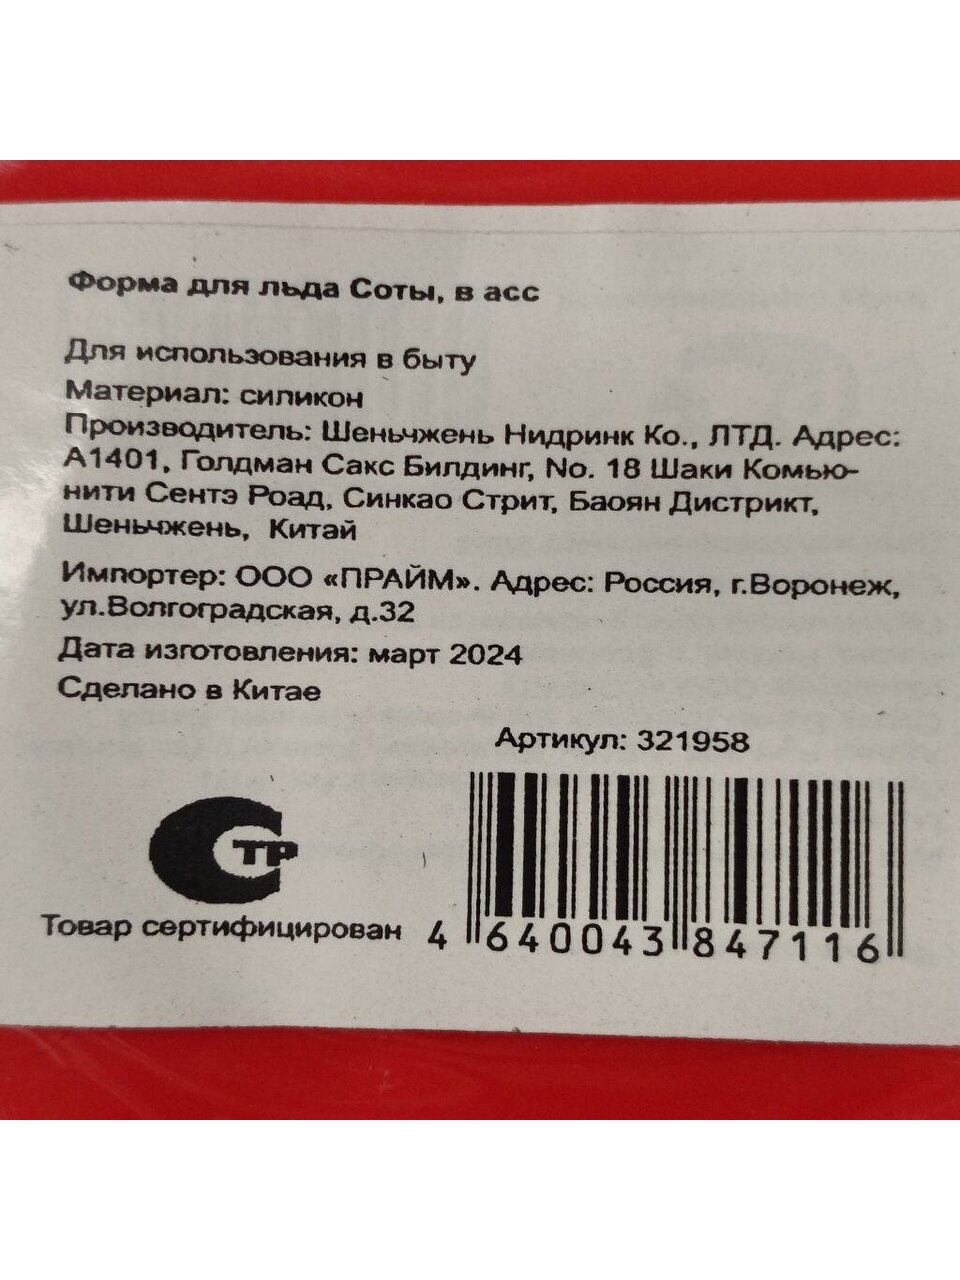 Форма для льда Соты, в асс
Для использования в быту
Материал: силикон
Производитель: Шеньчжень Нидринк Ко., ЛТД. Адрес:
А1401, Голдман Сакс Билдинг, No. 18 Шаки Комью-
нити Сентэ Роад, Синкао Стрит, Баоян Дистрикт,
Шеньчжень, Китай
Импортер: ООО «ПРАЙМ». Адрес: Россия, г.Воронеж,
ул.Волгоградская, д.32
Дата изготовления: март 2024
Сделано в Китае
Артикул: 321958
ТР
Товар сертифицирован
4 640043 847116